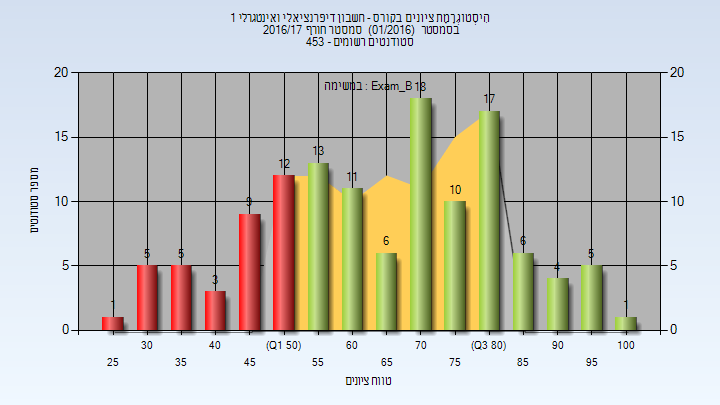 היסטוגרמת ציונים בקורס - חשבון דיפרנציאלי ואינטגרלי 1
בסמסטר (01/2016) סמסטר חורף 2016/17
סטודנטים רשומים - 453
במשימה : Exam_B
20 20
15 15
10 10
5 5
0 0
מספר סטודנטים
1 5 5 3 9 12 13 11 6 18 10 17 6 4 5 1
30 40 (Q1 50) 60 70 (Q3 80) 90 100
25 35 45 55 65 75 85 95
טווח ציונים